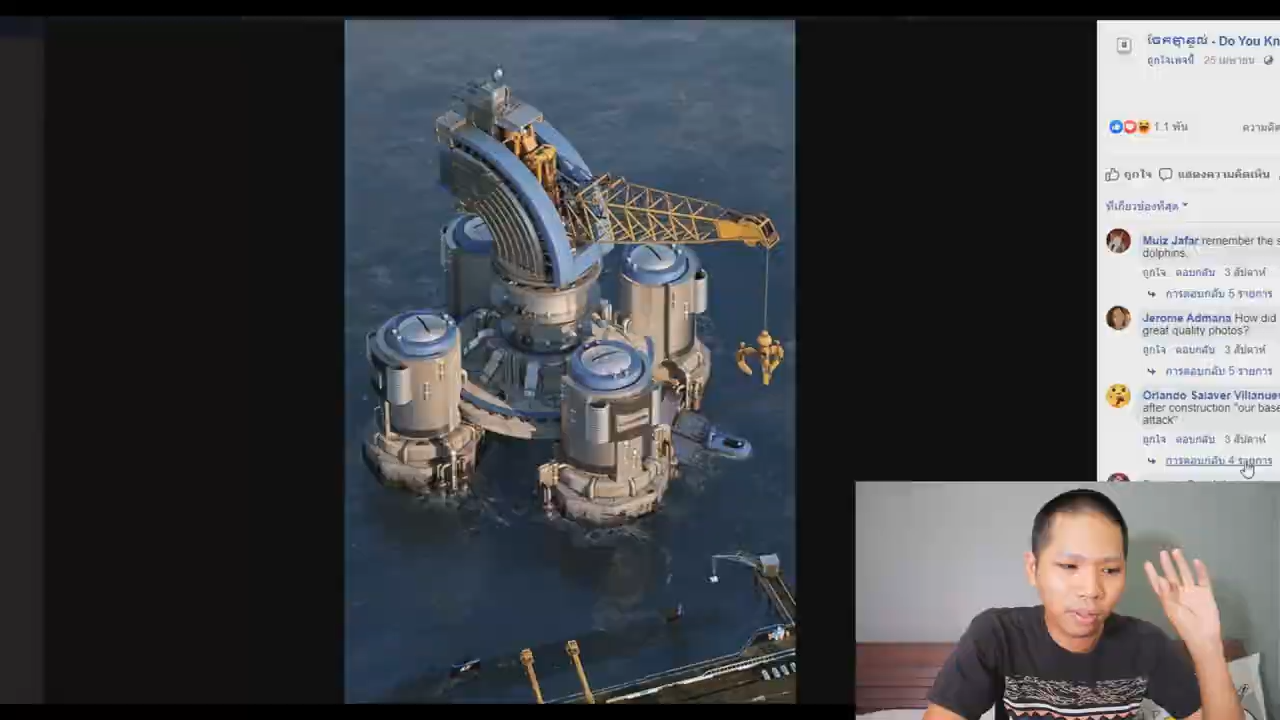 ចែកគ្នាឆ្ងល់ - Do You Kn
ถูกใจเพจนี้ 25 เมษายน
1.1 พัน
ความคิด
ถูกใจ แสดงความคิดเห็น
ที่เกี่ยวข้องที่สุด
Muiz Jafar remember the s
dolphins.
ถูกใจ ตอบกลับ 3 สัปดาห์
การตอบกลับ 5 รายการ
Jerome Admana How did
great quality photos?
ถูกใจ ตอบกลับ 3 สัปดาห์
การตอบกลับ 5 รายการ
Orlando Salaver Villanue
after construction "our base
attack"
ถูกใจ ตอบกลับ 3 สัปดาห์
การตอบกลับ 4 รายการ